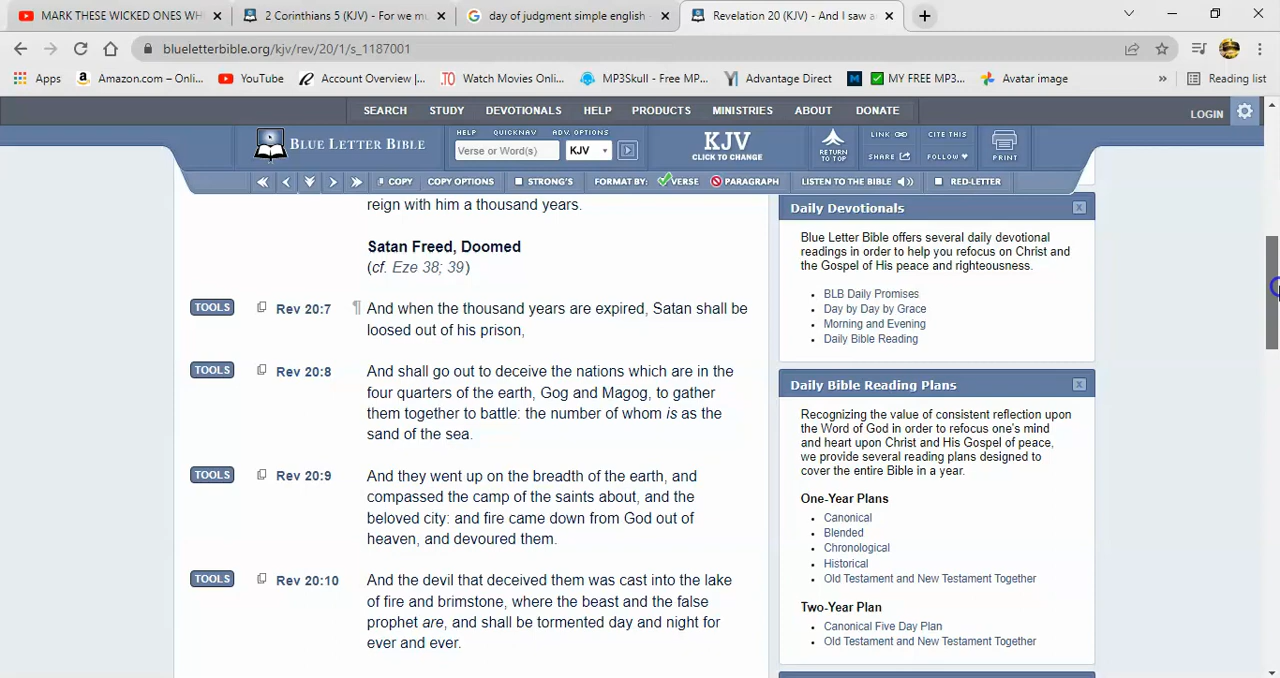 MARK THESE WICKED ONES WH
2 Corinthians 5 (KJV) - For we mu
day of judgment simple english -
Revelation 20 (KJV) - And I saw a
blueletterbible.org/kjv/rev/20/1/s_1187001
Apps
Amazon.com – Onli...
YouTube
Account Overview |...
Watch Movies Onli...
MP3Skull - Free MP...
Advantage Direct
MY FREE MP3...
Avatar image
»
Reading list
SEARCH
STUDY
DEVOTIONALS
HELP
PRODUCTS
MINISTRIES
ABOUT
DONATE
LOGIN
BLUE LETTER BIBLE
HELP
QUICKNAV
ADV. OPTIONS
Verse or Word(s)
KJV
KJV
CLICK TO CHANGE
RETURN
TO TOP
LINK
CITE THIS
SHARE
FOLLOW
PRINT
COPY
COPY OPTIONS
STRONG'S
FORMAT BY:
VERSE
PARAGRAPH
LISTEN TO THE BIBLE
RED-LETTER
reign with him a thousand years.
Satan Freed, Doomed
(cf. Eze 38; 39)
TOOLS
Rev 20:7
¶ And when the thousand years are expired, Satan shall be
loosed out of his prison,
TOOLS
Rev 20:8
And shall go out to deceive the nations which are in the
four quarters of the earth, Gog and Magog, to gather
them together to battle: the number of whom is as the
sand of the sea.
TOOLS
Rev 20:9
And they went up on the breadth of the earth, and
compassed the camp of the saints about, and the
beloved city: and fire came down from God out of
heaven, and devoured them.
TOOLS
Rev 20:10
And the devil that deceived them was cast into the lake
of fire and brimstone, where the beast and the false
prophet are, and shall be tormented day and night for
ever and ever.
Daily Devotionals
Blue Letter Bible offers several daily devotional
readings in order to help you refocus on Christ and
the Gospel of His peace and righteousness.
BLB Daily Promises
Day by Day by Grace
Morning and Evening
Daily Bible Reading
Daily Bible Reading Plans
Recognizing the value of consistent reflection upon
the Word of God in order to refocus one's mind
and heart upon Christ and His Gospel of peace,
we provide several reading plans designed to
cover the entire Bible in a year.
One-Year Plans
Canonical
Blended
Chronological
Historical
Old Testament and New Testament Together
Two-Year Plan
Canonical Five Day Plan
Old Testament and New Testament Together